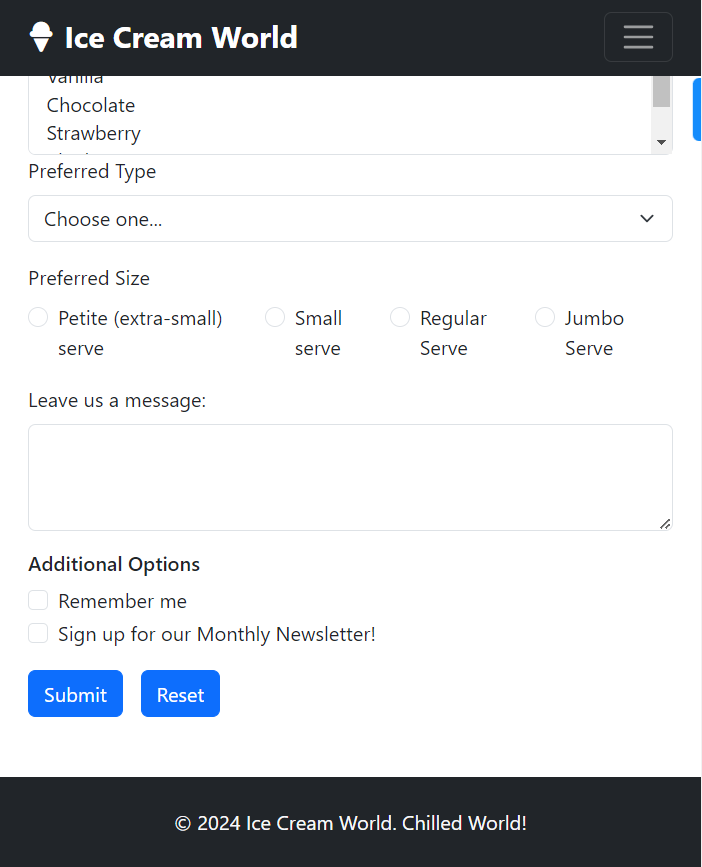 Ice Cream World
Vanilla
Chocolate
Strawberry
Preferred Type
Choose one...
Preferred Size
Petite (extra-small) serve
Small serve
Regular Serve
Jumbo Serve
Leave us a message:
Additional Options
Remember me
Sign up for our Monthly Newsletter!
Submit Reset
© 2024 Ice Cream World. Chilled World!